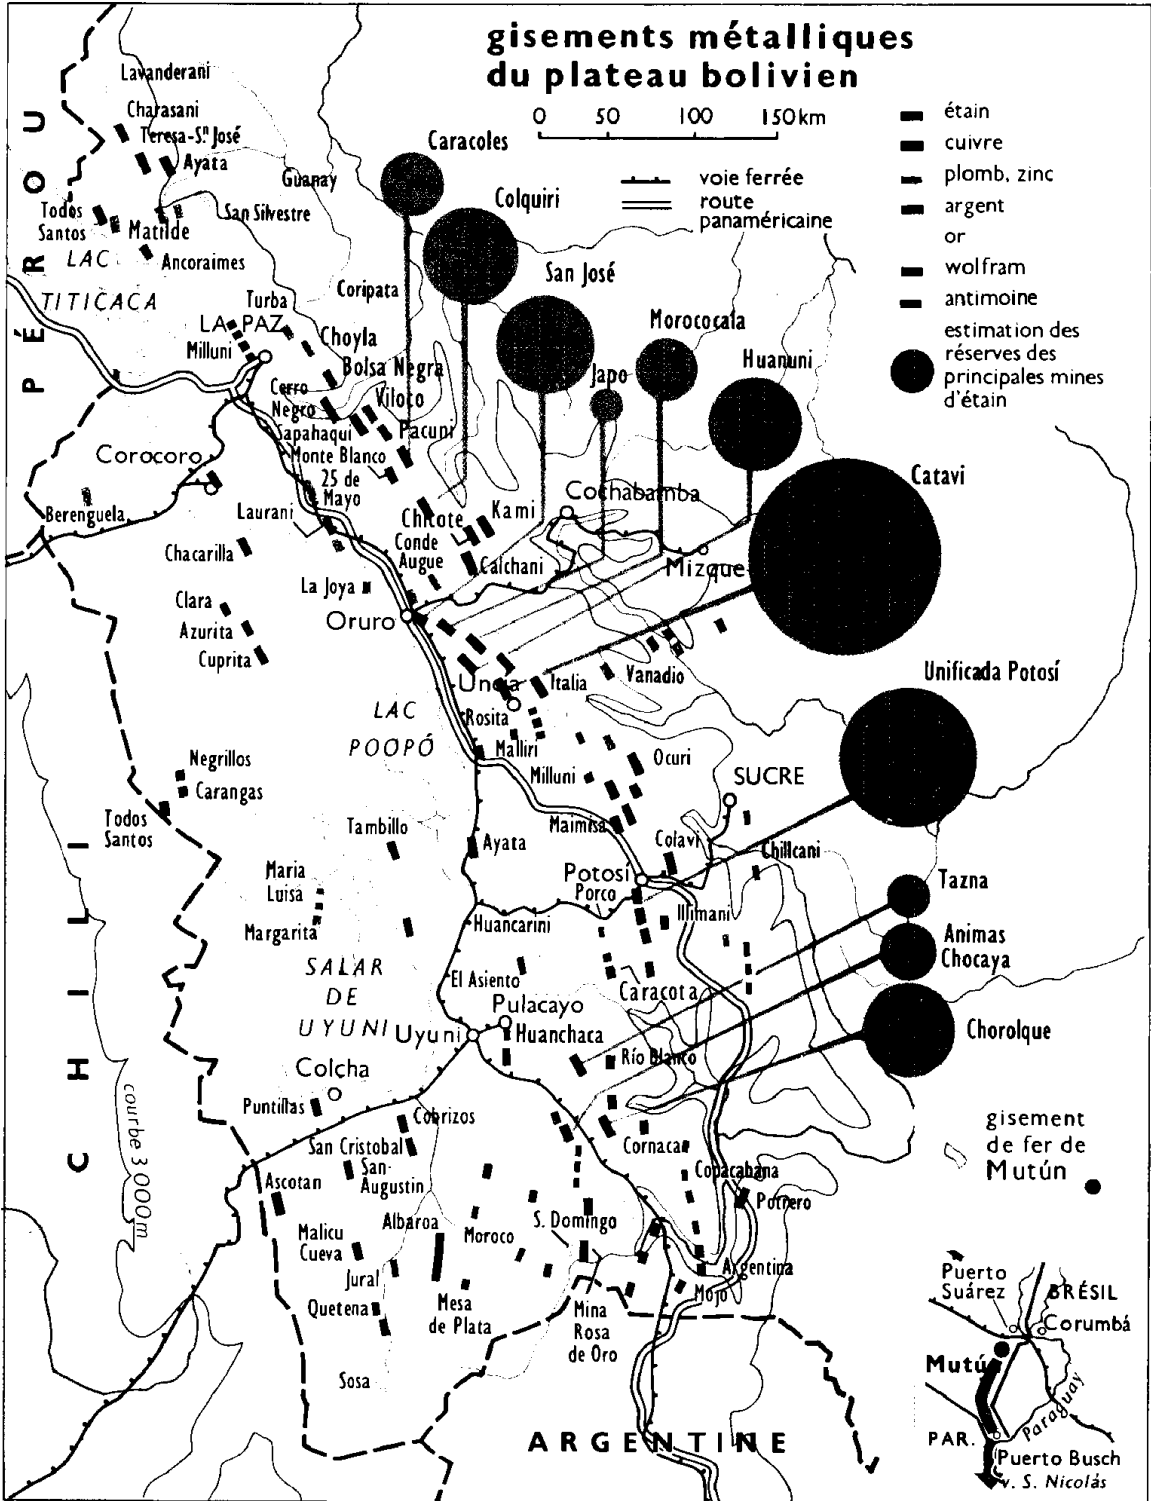 gisements métalliques
du plateau bolivien
0 50 100 150 km
voie ferrée
route
panaméricaine
étain
cuivre
plomb, zinc
argent
or
wolfram
antimoine
estimation des
réserves des
principales mines
d'étain
PÉROU
CHILI
ARGENTINE
Lavanderani
Charasani
Teresa-Sⁿ José
Ayata
Guanay
Todos
Santos
San Silvestre
Matilde
Ancoraimes
LAC
TITICACA
Caracoles
Colquiri
San José
Morococala
Japo
Huanuni
Catavi
Unificada Potosí
Tazna
Animas
Chocaya
Chorolque
Coripata
Turba
LA PAZ
Milluni
Choyla
Bolsa Negra
Cerro
Negro
Viloco
Sapahaqui
Pacuni
Monte Blanco
25 de
Mayo
Corocoro
Berenguela
Laurani
Chacarilla
Chicote
Kami
Conde
Augue
Calchani
Cochabamba
Mizque
La Joya
Oruro
Clara
Azurita
Cuprita
Uncia
Italia
Vanadio
LAC
POOPÓ
Rosita
Malliri
Milluni
Ocuri
SUCRE
Negrillos
Carangas
Todos
Santos
Tambillo
Ayata
Maimisa
Colavi
Chillcani
Maria
Luisa
Margarita
Potosí
Porco
Huancarini
Illimani
SALAR
DE
UYUNI
El Asiento
Caracota
Pulacayo
Uyuni
Huanchaca
Río Blanco
Colcha
Puntillas
Cobrizos
San Cristobal
San-
Augustin
Cornaca
Copacabana
Potrero
Ascotan
Malicu
Cueva
Albaroa
Moroco
S. Domingo
Jural
Quetena
Mesa
de Plata
Mina
Rosa
de Oro
Argentina
Mojo
Sosa
courbe 3000m
gisement
de fer de
Mutún
Puerto
Suárez
BRÉSIL
Corumbá
Mutún
Paraguay
PAR.
Puerto Busch
v. S. Nicolás